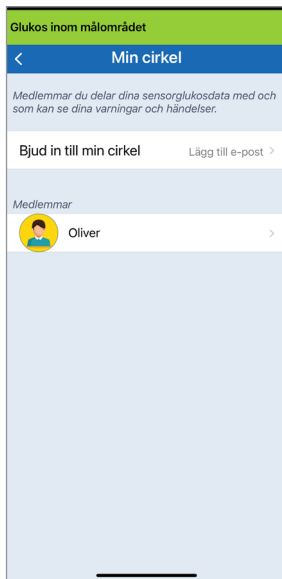 Glukos inom målområdet
Min cirkel
Medlemmar du delar dina sensorglukosdata med och
som kan se dina varningar och händelser.
Bjud in till min cirkel Lägg till e-post
Medlemmar
Oliver